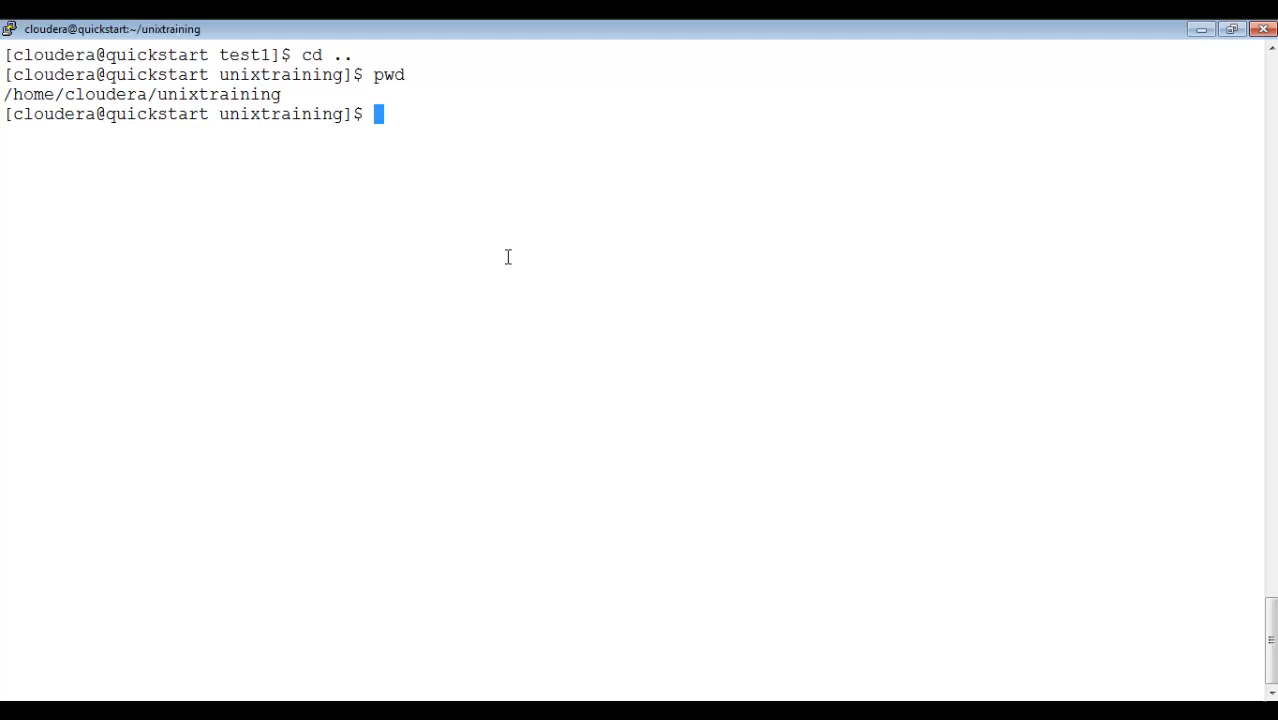 cloudera@quickstart:~/unixtraining
[cloudera@quickstart test1]$ cd ..
[cloudera@quickstart unixtraining]$ pwd
/home/cloudera/unixtraining
[cloudera@quickstart unixtraining]$